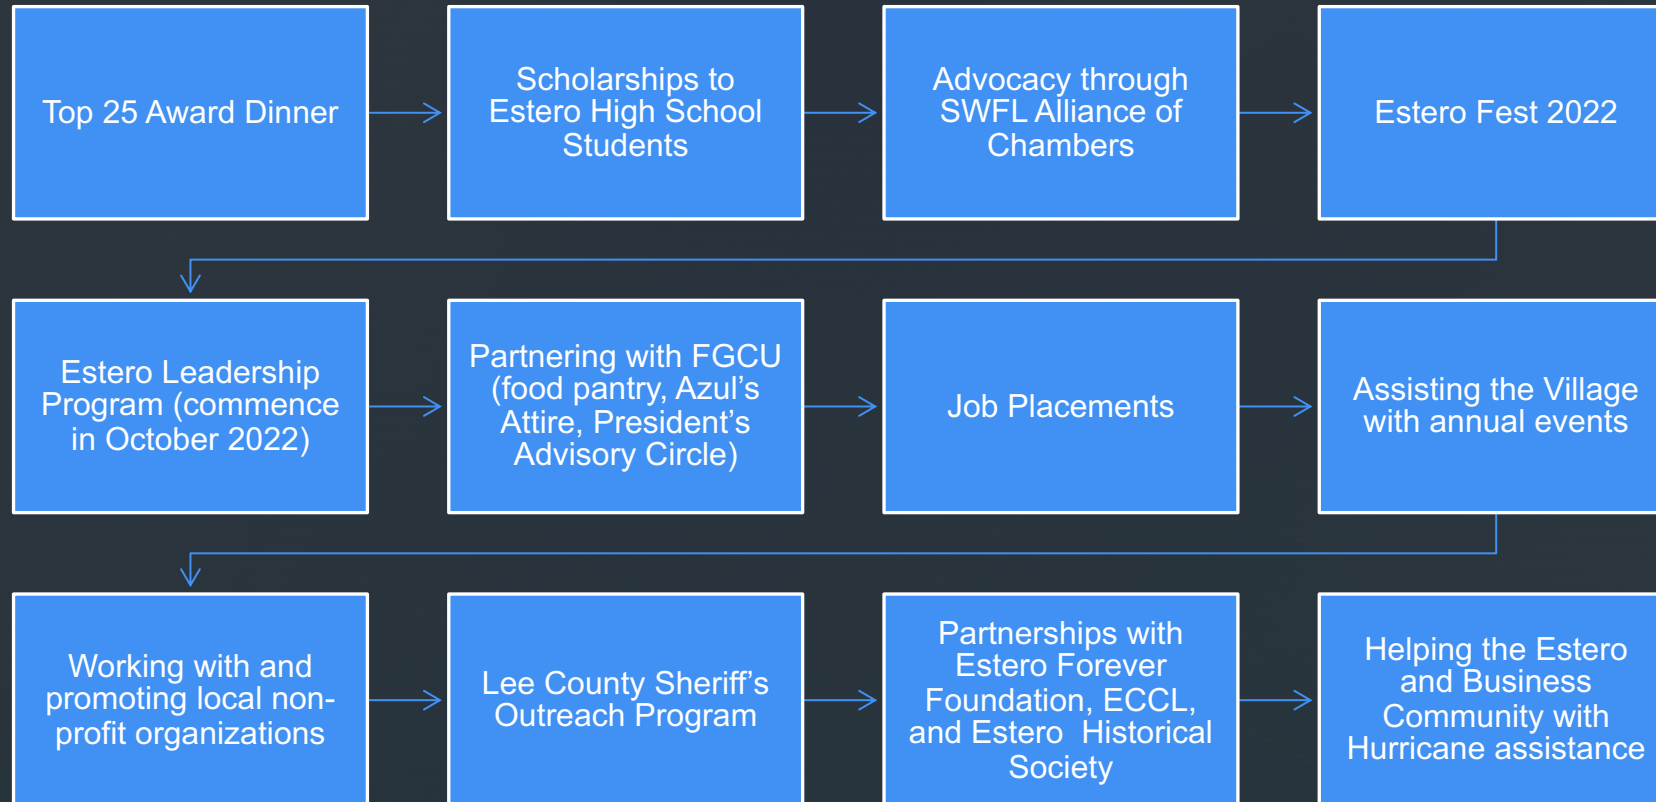 Top 25 Award Dinner
Scholarships to
Estero High School
Students
Advocacy through
SWFL Alliance of
Chambers
Estero Fest 2022
Estero Leadership
Program (commence
in October 2022)
Partnering with FGCU
(food pantry, Azul’s
Attire, President’s
Advisory Circle)
Job Placements
Assisting the Village
with annual events
Working with and
promoting local non-
profit organizations
Lee County Sheriff’s
Outreach Program
Partnerships with
Estero Forever
Foundation, ECCL,
and Estero  Historical
Society
Helping the Estero
and Business
Community with
Hurricane assistance